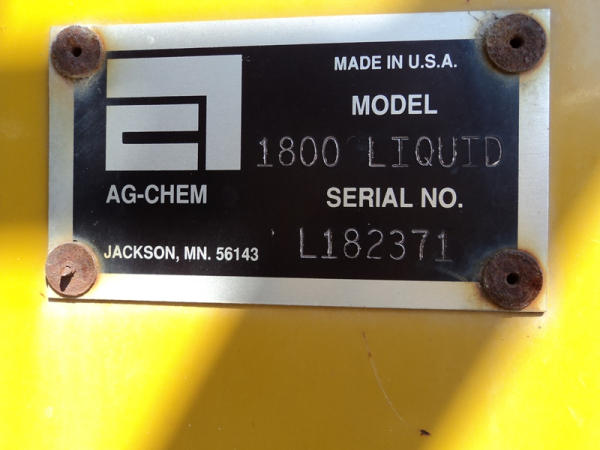 MADE IN U.S.A.
MODEL
1800 LIQUID
AG-CHEM
SERIAL NO.
JACKSON, MN. 56143
L182371